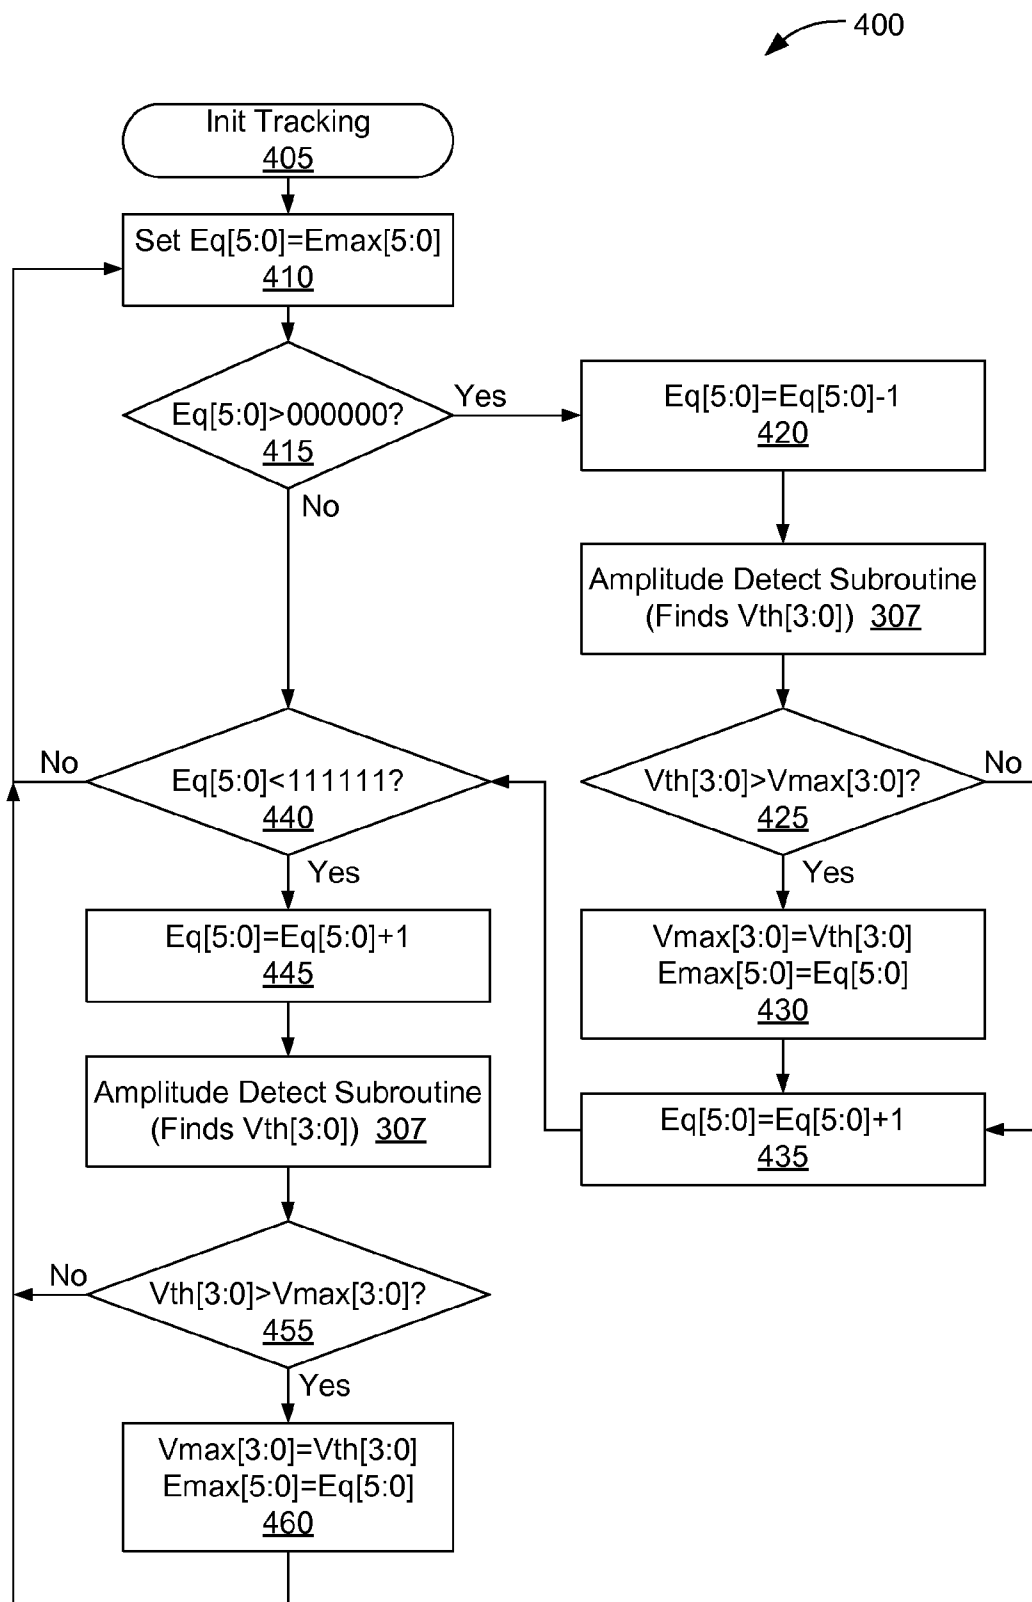 400
Init Tracking
405
Set Eq[5:0]=Emax[5:0]
410
Eq[5:0]>000000?
415
Yes
No
Eq[5:0]=Eq[5:0]-1
420
Amplitude Detect Subroutine
(Finds Vth[3:0]) 307
Vth[3:0]>Vmax[3:0]?
425
No
Yes
Vmax[3:0]=Vth[3:0]
Emax[5:0]=Eq[5:0]
430
Eq[5:0]=Eq[5:0]+1
435
Eq[5:0]<111111?
440
No
Yes
Eq[5:0]=Eq[5:0]+1
445
Amplitude Detect Subroutine
(Finds Vth[3:0]) 307
Vth[3:0]>Vmax[3:0]?
455
No
Yes
Vmax[3:0]=Vth[3:0]
Emax[5:0]=Eq[5:0]
460